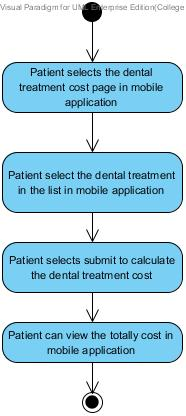 Visual Paradigm for UML Enterprise Edition(College
Patient selects the dental
treatment cost page in mobile
application
Patient select the dental treatment
in the list in mobile application
Patient selects submit to calculate
the dental treatment cost
Patient can view the totally cost in
mobile application